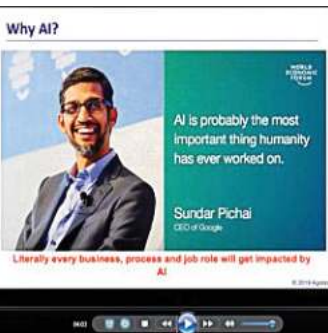 Why AI?
WORLD
ECONOMIC
FORUM
AI is probably the most
important thing humanity
has ever worked on.
Sundar Pichai
CEO of Google
Literally every business, process and job role will get impacted by
AI